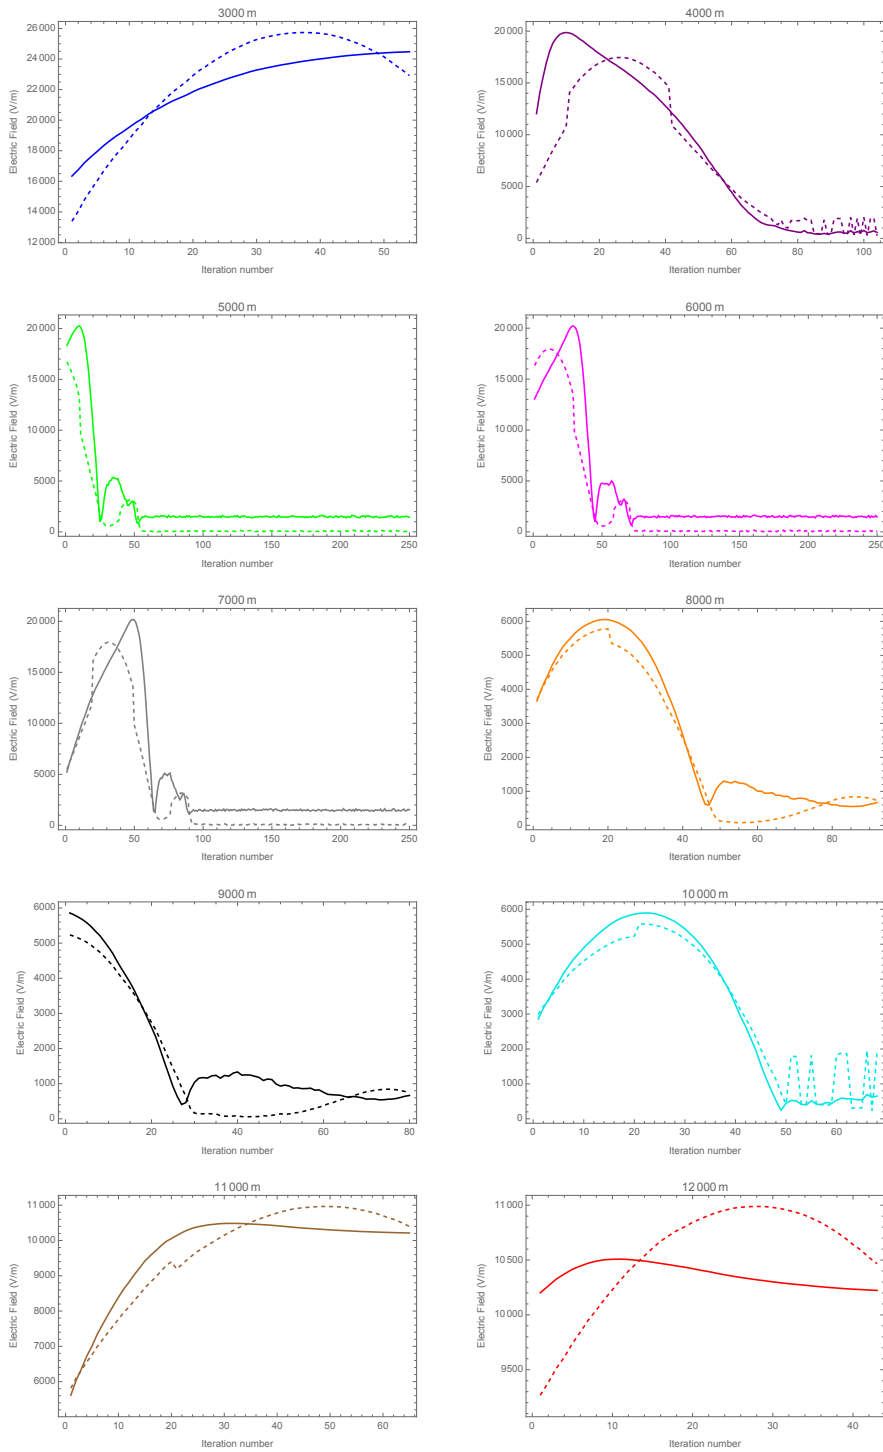 3000 m
Electric Field (V/m)
26 000
24 000
22 000
20 000
18 000
16 000
14 000
12 000
0 10 20 30 40 50
Iteration number
4000 m
Electric Field (V/m)
20 000
15 000
10 000
5000
0
0 20 40 60 80 100
Iteration number
5000 m
Electric Field (V/m)
20 000
15 000
10 000
5000
0
0 50 100 150 200 250
Iteration number
6000 m
Electric Field (V/m)
20 000
15 000
10 000
5000
0
0 50 100 150 200 250
Iteration number
7000 m
Electric Field (V/m)
20 000
15 000
10 000
5000
0
0 50 100 150 200 250
Iteration number
8000 m
Electric Field (V/m)
6000
5000
4000
3000
2000
1000
0
0 20 40 60 80
Iteration number
9000 m
Electric Field (V/m)
6000
5000
4000
3000
2000
1000
0
0 20 40 60 80
Iteration number
10 000 m
Electric Field (V/m)
6000
5000
4000
3000
2000
1000
0
0 10 20 30 40 50 60
Iteration number
11 000 m
Electric Field (V/m)
11 000
10 000
9000
8000
7000
6000
0 10 20 30 40 50 60
Iteration number
12 000 m
Electric Field (V/m)
11 000
10 500
10 000
9500
0 10 20 30 40
Iteration number